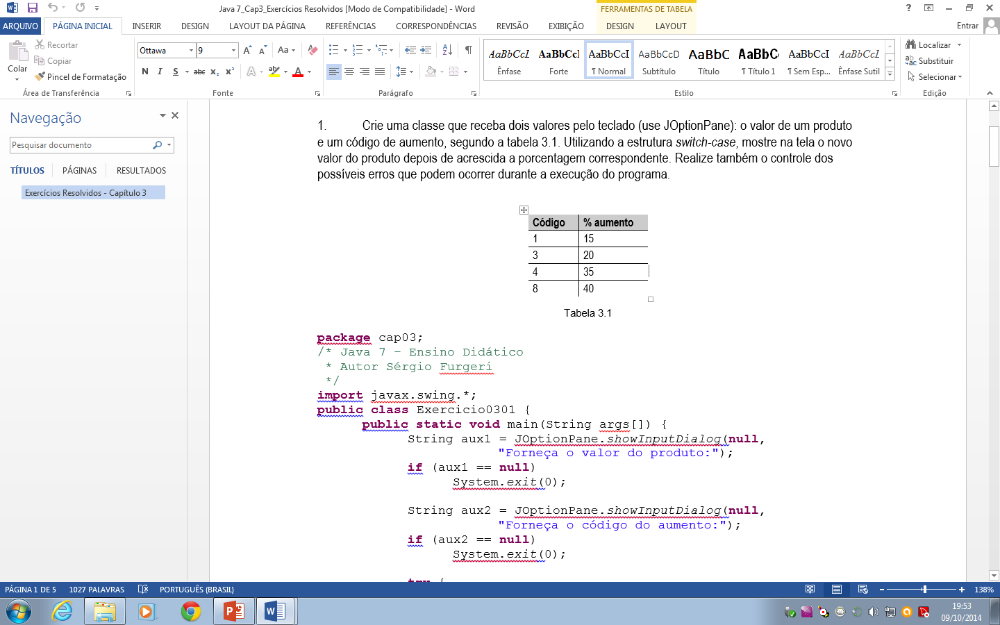 Java 7_Cap3_Exercícios Resolvidos [Modo de Compatibilidade] - Word
FERRAMENTAS DE TABELA
ARQUIVO PÁGINA INICIAL INSERIR DESIGN LAYOUT DA PÁGINA REFERÊNCIAS CORRESPONDÊNCIAS REVISÃO EXIBIÇÃO DESIGN LAYOUT Entrar
Colar
Recortar
Copiar
Pincel de Formatação
Área de Transferência
Ottawa 9
N I S abc x₂ x²
Fonte
Parágrafo
AaBbCcI AaBbCcI AaBbCcI AaBbCcD AaBbC AaBbC AaBbCcI AaBbCcI
Ênfase Forte ¶ Normal Subtítulo Título ¶ Título 1 ¶ Sem Esp... Ênfase Sutil
Estilo
Localizar
Substituir
Selecionar
Edição
Navegação
Pesquisar documento
TÍTULOS PÁGINAS RESULTADOS
Exercícios Resolvidos - Capítulo 3
1. Crie uma classe que receba dois valores pelo teclado (use JOptionPane): o valor de um produto
e um código de aumento, segundo a tabela 3.1. Utilizando a estrutura switch-case, mostre na tela o novo
valor do produto depois de acrescida a porcentagem correspondente. Realize também o controle dos
possíveis erros que podem ocorrer durante a execução do programa.
Código % aumento
1 15
3 20
4 35
8 40
Tabela 3.1
package cap03;
/* Java 7 – Ensino Didático
* Autor Sérgio Furgeri
*/
import javax.swing.*;
public class Exercicio0301 {
public static void main(String args[]) {
String aux1 = JOptionPane.showInputDialog(null,
"Forneça o valor do produto:");
if (aux1 == null)
System.exit(0);
String aux2 = JOptionPane.showInputDialog(null,
"Forneça o código do aumento:");
if (aux2 == null)
System.exit(0);
try {
PÁGINA 1 DE 5 1027 PALAVRAS PORTUGUÊS (BRASIL) 138%
19:53
09/10/2014